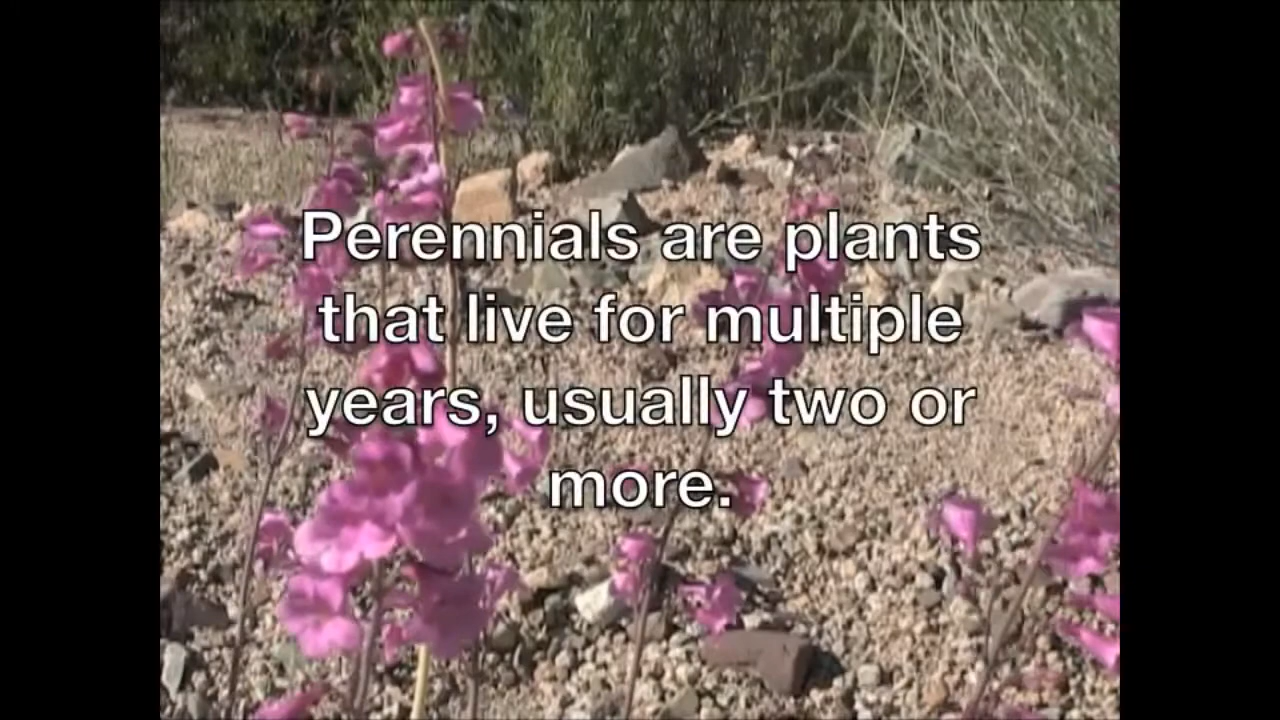 Perennials are plants
that live for multiple
years, usually two or
more.